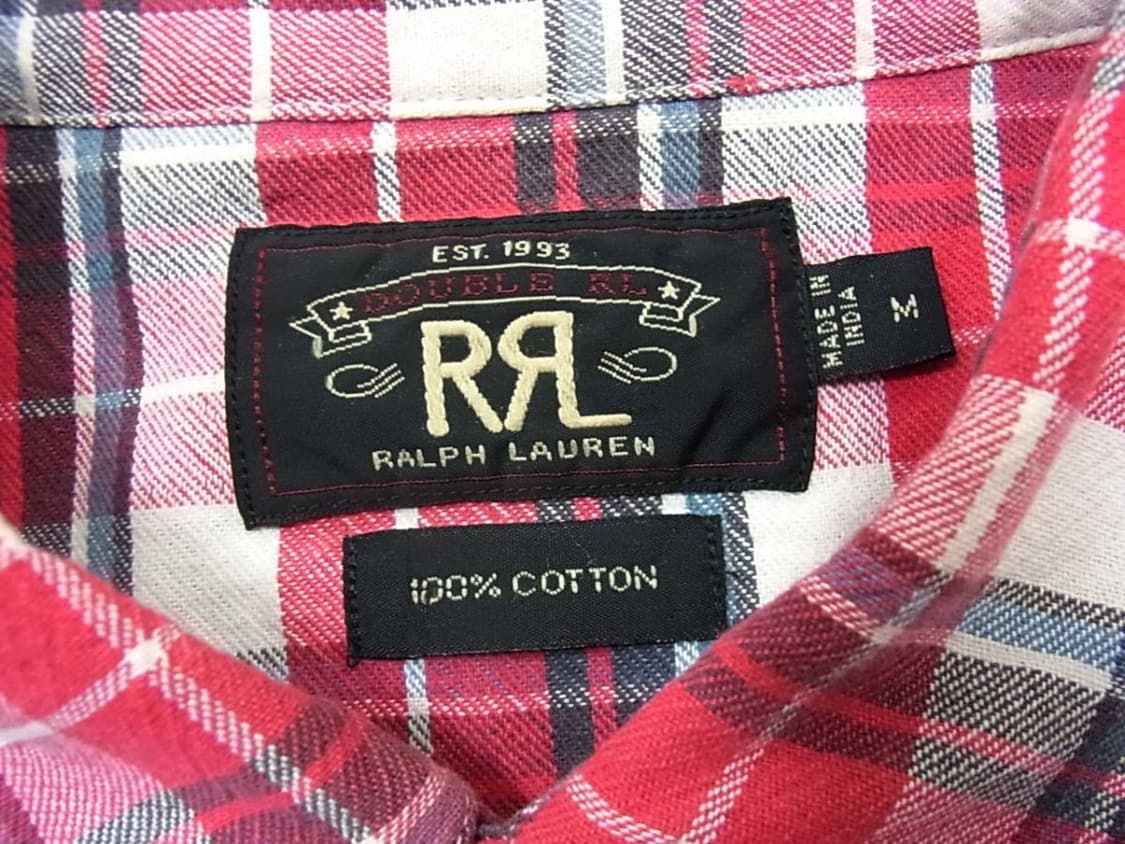 EST. 1993
DOUBLE RL
RRL
RALPH LAUREN
MADE IN
INDIA
M
100% COTTON